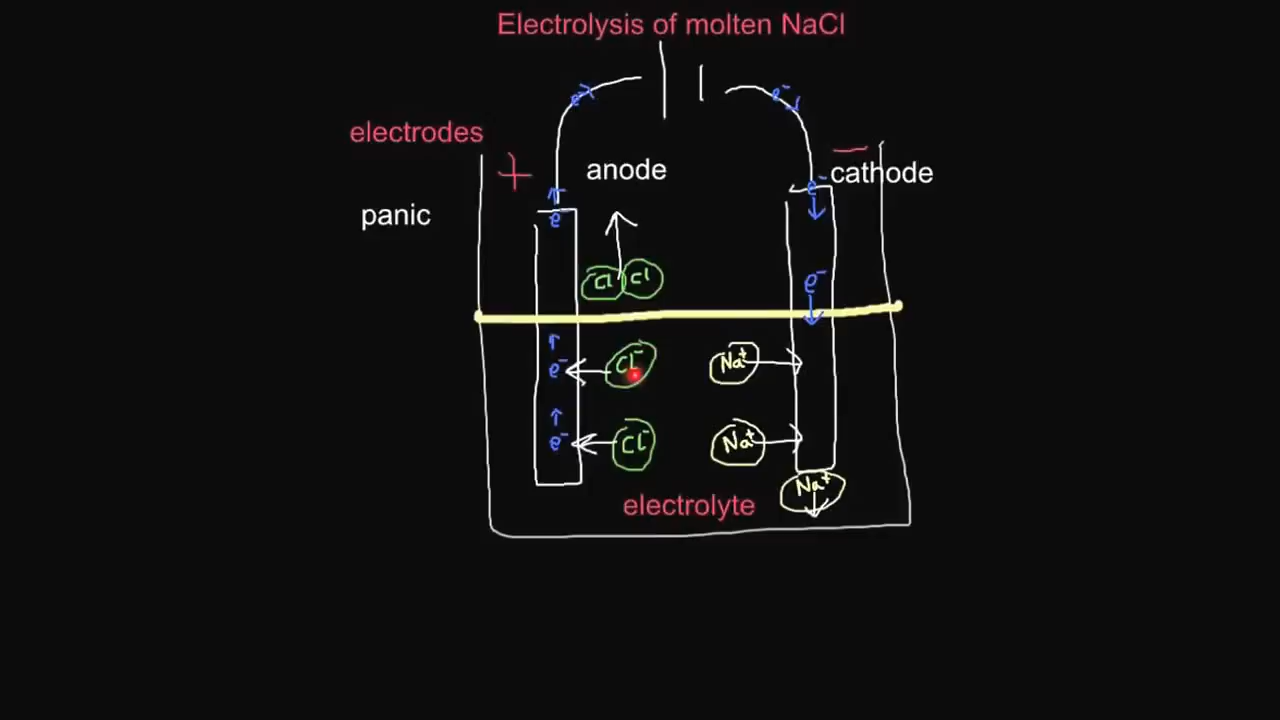 Electrolysis of molten NaCl
e⁻ e⁻
electrodes
+ anode − cathode
e⁻
panic e⁻
Cl Cl e⁻
e⁻ Cl⁻ Na⁺
e⁻ Cl⁻ Na⁺
Na⁺
electrolyte